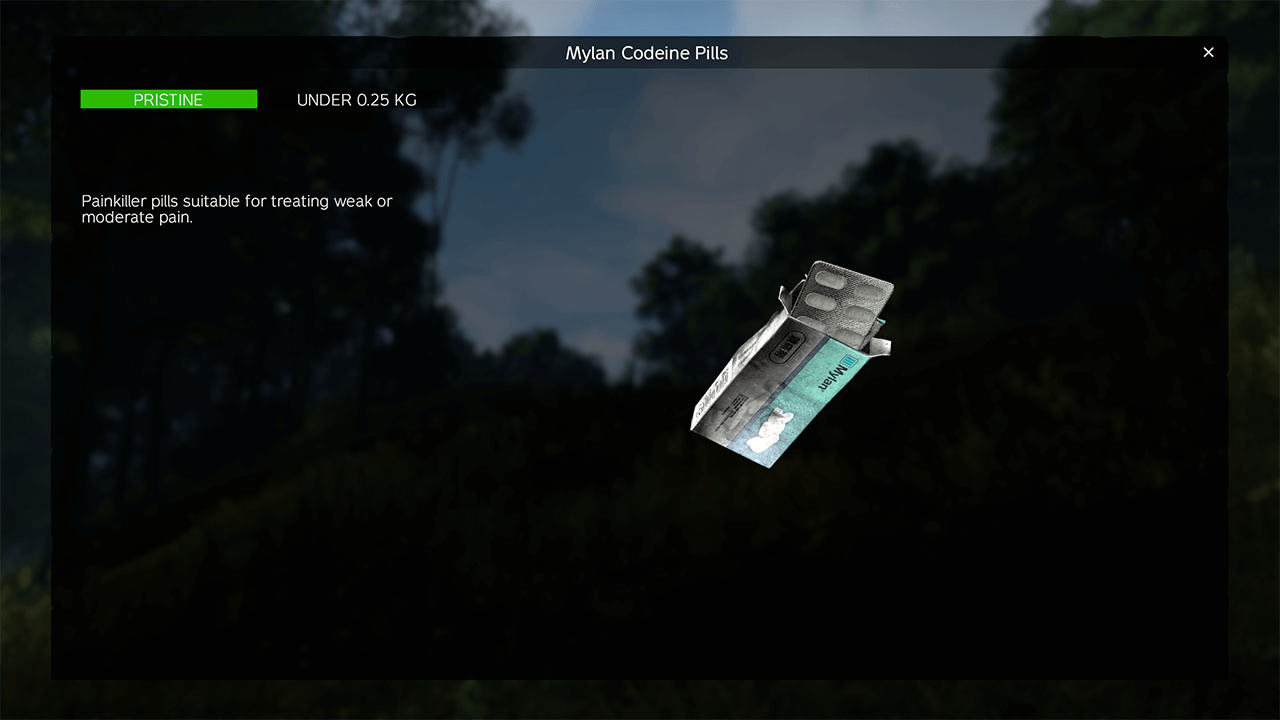 Mylan Codeine Pills
PRISTINE
UNDER 0.25 KG
Painkiller pills suitable for treating weak or
moderate pain.
Mylan